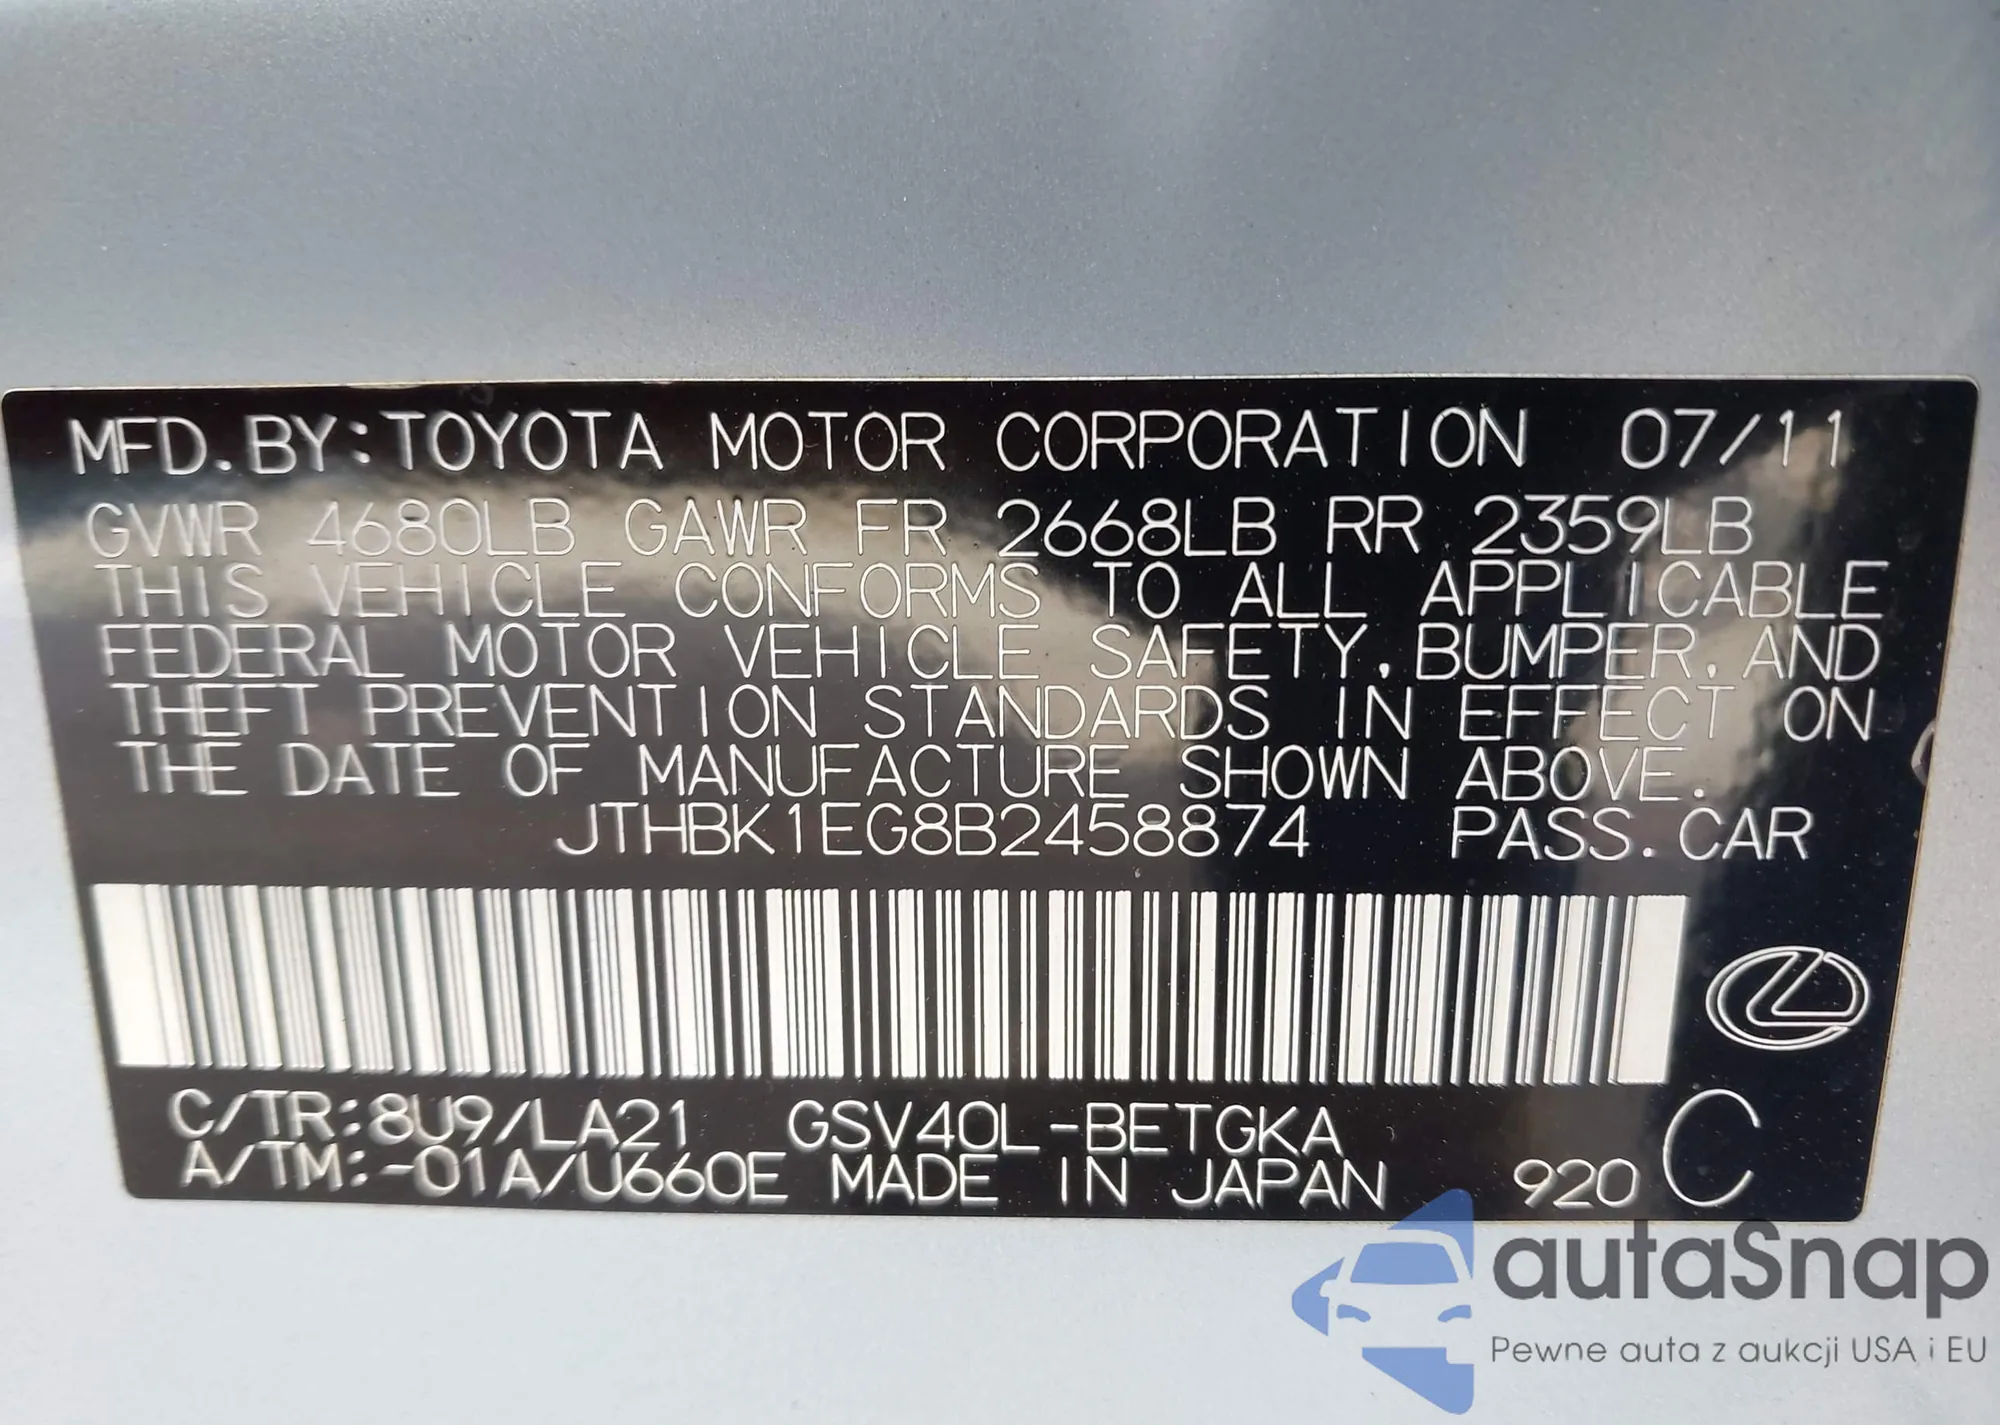 MFD.BY:TOYOTA MOTOR CORPORATION 07/11
GVWR 4680LB GAWR FR 2668LB RR 2359LB
THIS VEHICLE CONFORMS TO ALL APPLICABLE
FEDERAL MOTOR VEHICLE SAFETY,BUMPER,AND
THEFT PREVENTION STANDARDS IN EFFECT ON
THE DATE OF MANUFACTURE SHOWN ABOVE.
JTHBK1EG8B2458874 PASS.CAR
C/TR:8U9/LA21 GSV40L-BETGKA
A/TM:-01A/U660E MADE IN JAPAN 920 C
autaSnap
Pewne auta z aukcji USA i EU